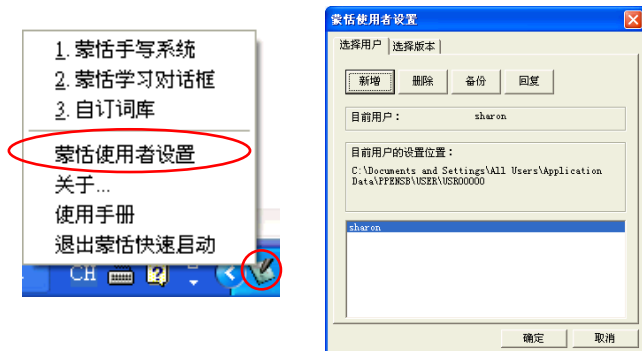 1. 蒙恬手写系统
2. 蒙恬学习对话框
3. 自订词库
蒙恬使用者设置
关于...
使用手册
退出蒙恬快速启动
CH
蒙恬使用者设置
选择用户 选择版本
新增 删除 备份 回复
目前用户： sharon
目前用户的设置位置：
C:\Documents and Settings\All Users\Application
Data\PPENSB\USER\USR00000
sharon
确定 取消